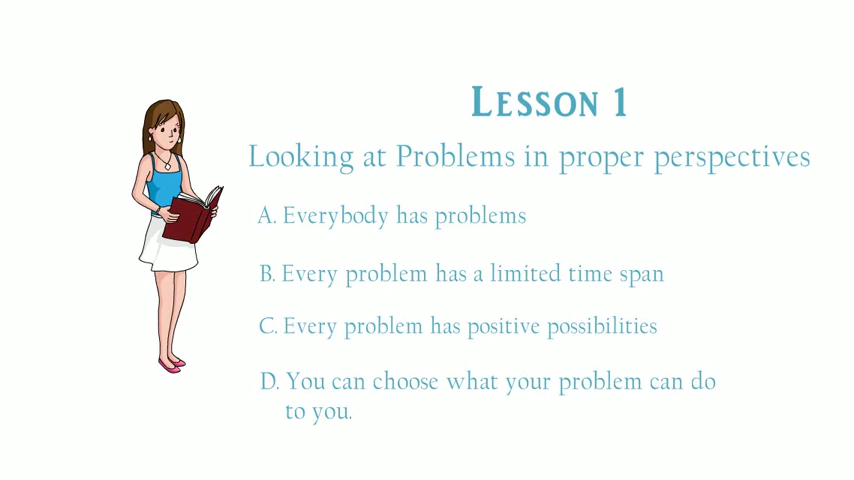 Lesson 1
Looking at Problems in proper perspectives
A. Everybody has problems
B. Every problem has a limited time span
C. Every problem has positive possibilities
D. You can choose what your problem can do
to you.